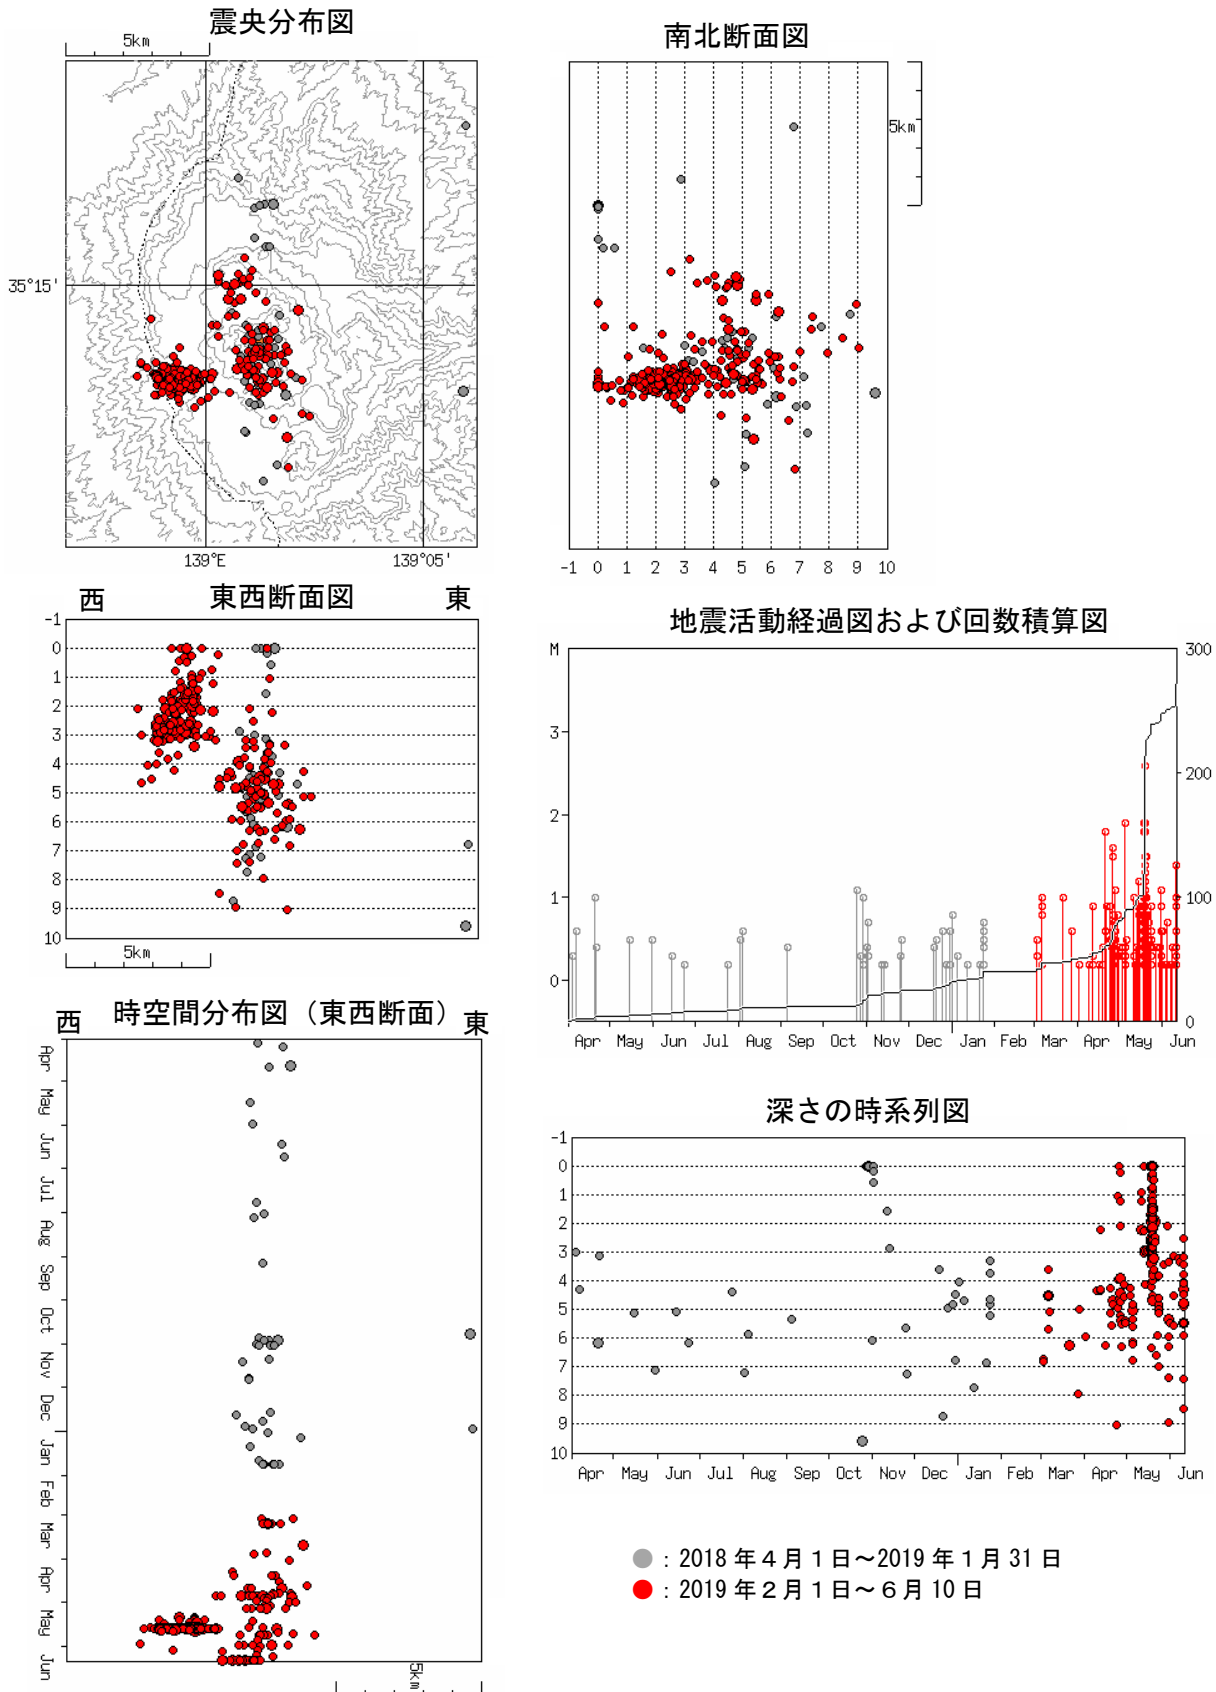 震央分布図
5km
35°15'
139°E 139°05'
南北断面図
5km
-1 0 1 2 3 4 5 6 7 8 9 10
西 東西断面図 東
-1
0
1
2
3
4
5
6
7
8
9
10
5km
地震活動経過図および回数積算図
M 300
3
200
2
1 100
0
0
Apr May Jun Jul Aug Sep Oct Nov Dec Jan Feb Mar Apr May Jun
西 時空間分布図（東西断面） 東
Apr
May
Jun
Jul
Aug
Sep
Oct
Nov
Dec
Jan
Feb
Mar
Apr
May
Jun
5km
深さの時系列図
-1
0
1
2
3
4
5
6
7
8
9
10
Apr May Jun Jul Aug Sep Oct Nov Dec Jan Feb Mar Apr May Jun
：2018 年４月１日～2019 年１月 31 日
：2019 年２月１日～６月 10 日